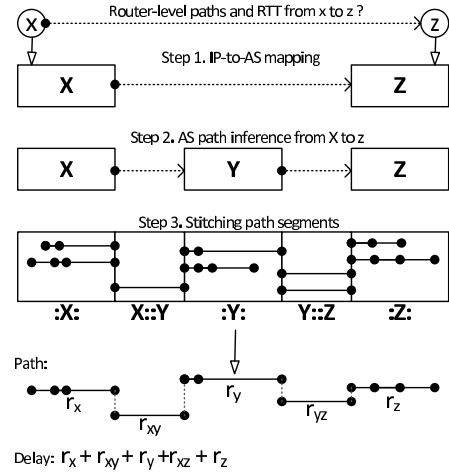 Router-level paths and RTT from x to z ?
x z
Step 1. IP-to-AS mapping
X Z
Step 2. AS path inference from X to z
X Y Z
Step 3. Stitching path segments
:X: X::Y :Y: Y::Z :Z:
Path:
rx rxy ry ryz rz
Delay: rx + rxy + ry +rxz + rz